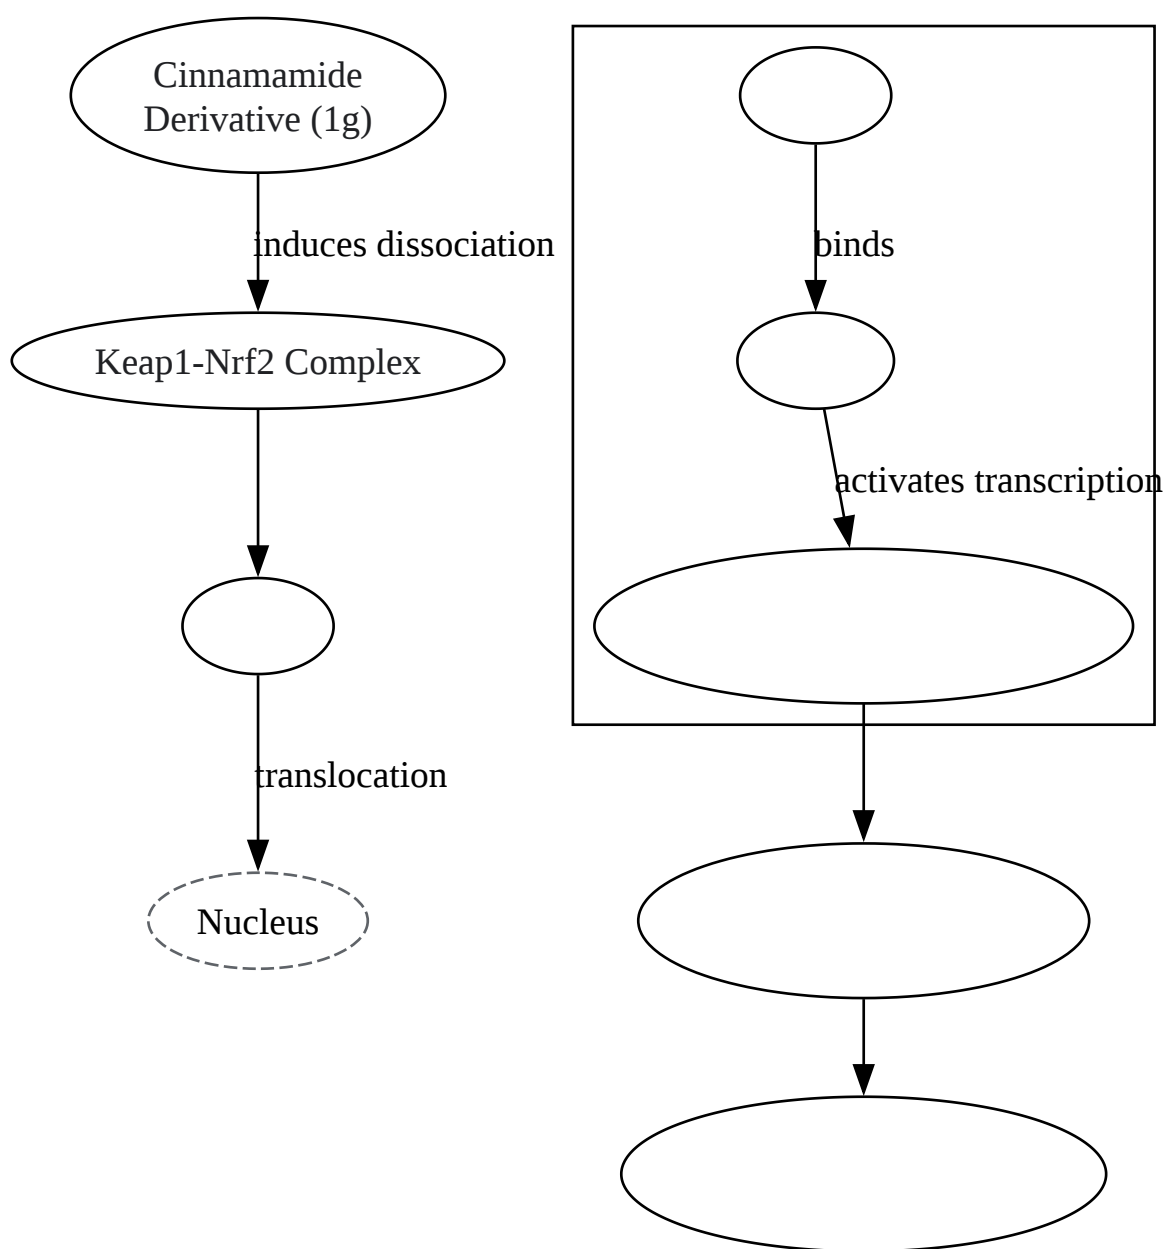 Cinnamamide
Derivative (1g)
induces dissociation
Keap1-Nrf2 Complex
translocation
Nucleus
binds
activates transcription